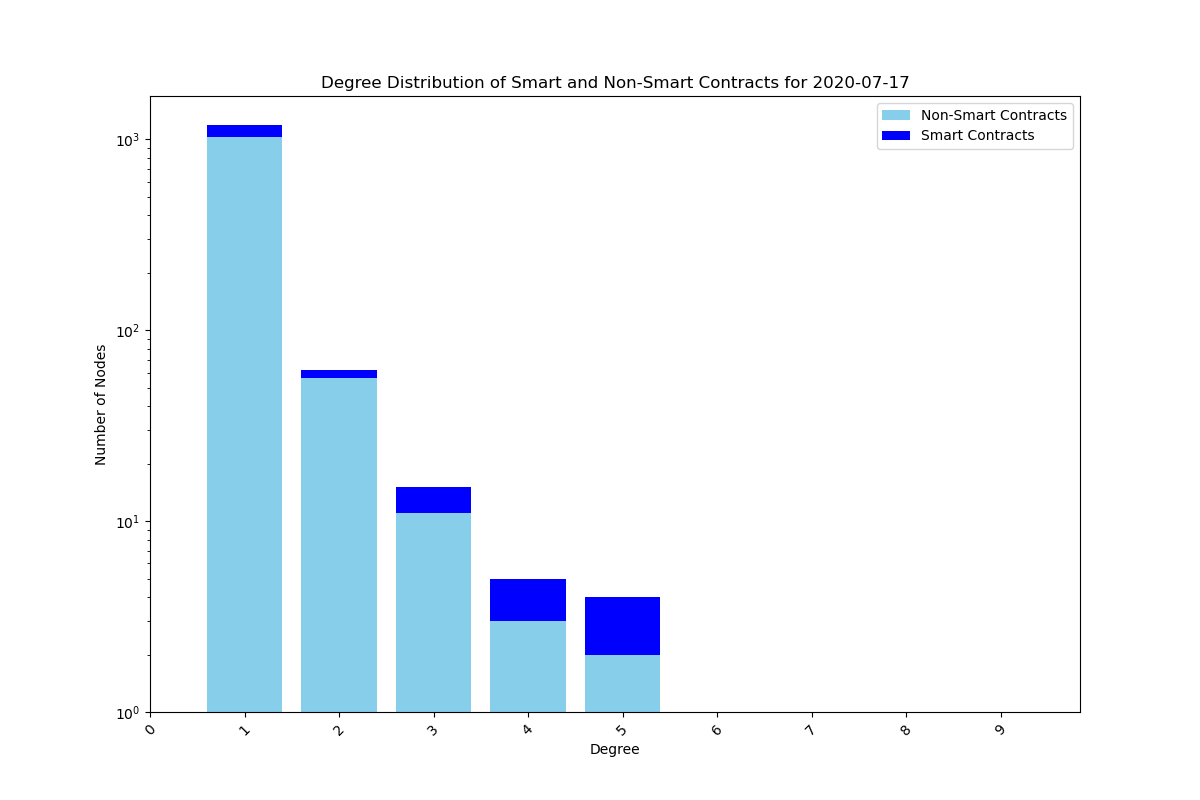 Degree Distribution of Smart and Non-Smart Contracts for 2020-07-17
Non-Smart Contracts
Smart Contracts
Number of Nodes
10³
10²
10¹
10⁰
0 1 2 3 4 5 6 7 8 9
Degree